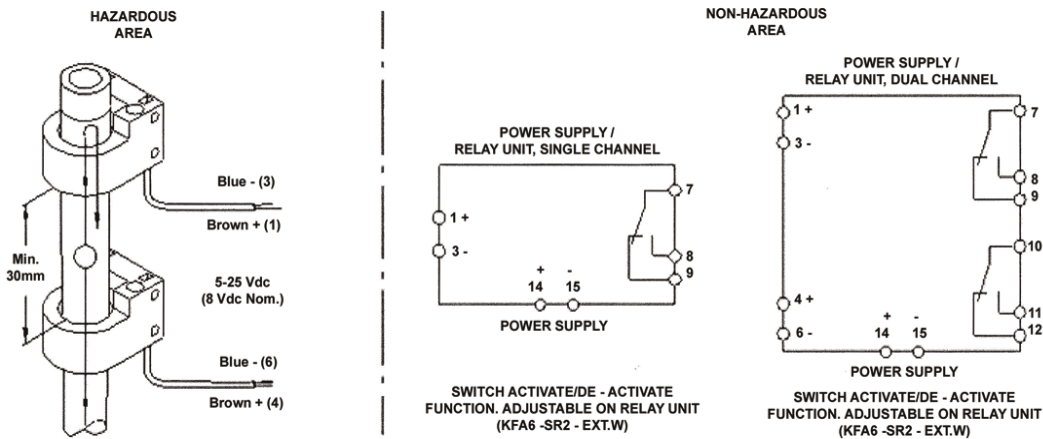 HAZARDOUS
AREA
Blue - (3)
Brown + (1)
Min.
30mm
5-25 Vdc
(8 Vdc Nom.)
Blue - (6)
Brown + (4)
NON-HAZARDOUS
AREA
POWER SUPPLY /
RELAY UNIT, SINGLE CHANNEL
1 +
3 -
7
8
9
+ -
14 15
POWER SUPPLY
SWITCH ACTIVATE/DE - ACTIVATE
FUNCTION. ADJUSTABLE ON RELAY UNIT
(KFA6 -SR2 - EXT.W)
POWER SUPPLY /
RELAY UNIT, DUAL CHANNEL
1 +
3 -
4 +
6 -
7
8
9
10
11
12
+ -
14 15
POWER SUPPLY
SWITCH ACTIVATE/DE - ACTIVATE
FUNCTION. ADJUSTABLE ON RELAY UNIT
(KFA6 -SR2 - EXT.W)